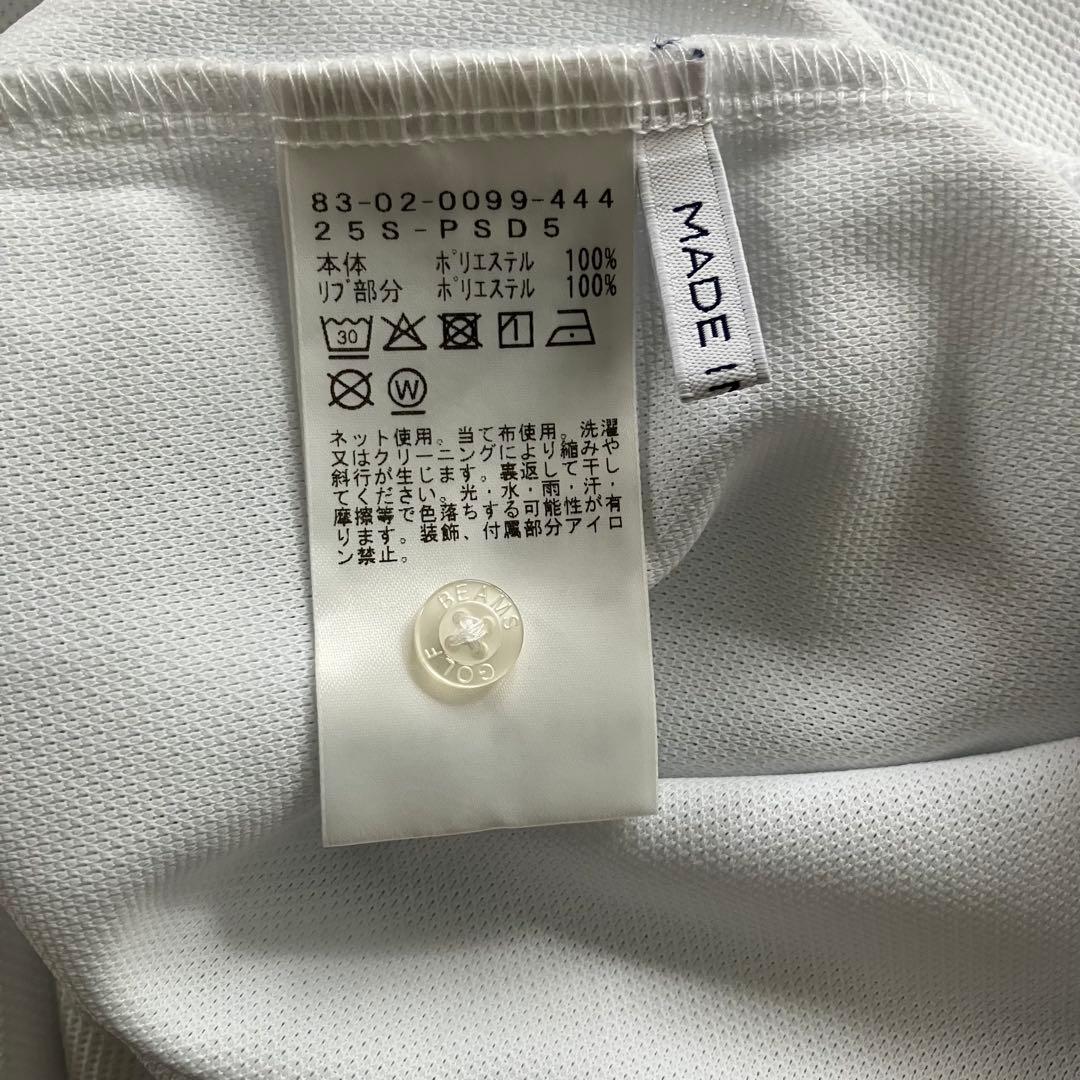 83-02-0099-444
25S-PSD5
本体 ポリエステル 100%
リブ部分 ポリエステル 100%
30
1
W
ネット使用。当て布使用。洗濯
又はクリーニングにより縮みや
斜行が生じます。裏返して干し
てください。光・水・雨・汗・
摩擦等で色落ちする可能性が有
ります。装飾、付属部分アイロ
ン禁止。
BEAMS
GOLF
MADE I